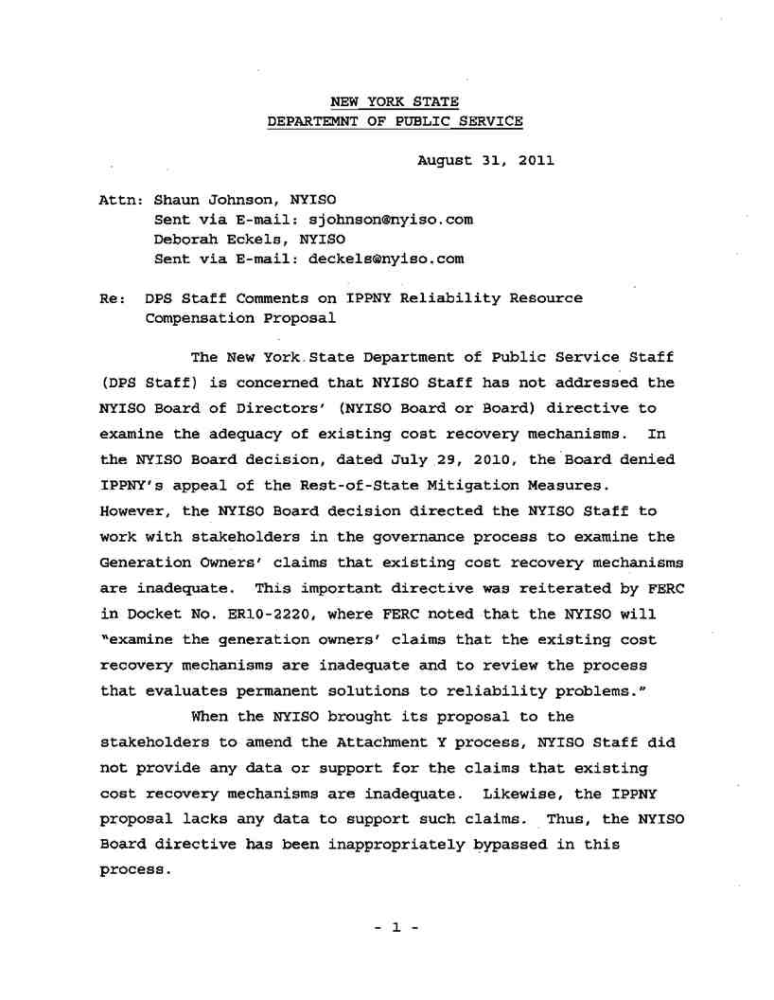 NEW YORK STATE
DEPARTEMNT OF PUBLIC SERVICE
August 31, 2011
Attn: Shaun Johnson, NYISO
Sent via E-mail: sjohnson@nyiso.com
Deborah Eckels, NYISO
Sent via E-mail: deckels@nyiso.com
Re: DPS Staff Comments on IPPNY Reliability Resource
Compensation Proposal
The New York State Department of Public Service Staff
(DPS Staff) is concerned that NYISO Staff has not addressed the
NYISO Board of Directors' (NYISO Board or Board) directive to
examine the adequacy of existing cost recovery mechanisms. In
the NYISO Board decision, dated July 29, 2010, the Board denied
IPPNY's appeal of the Rest-of-State Mitigation Measures.
However, the NYISO Board decision directed the NYISO Staff to
work with stakeholders in the governance process to examine the
Generation Owners' claims that existing cost recovery mechanisms
are inadequate. This important directive was reiterated by FERC
in Docket No. ER10-2220, where FERC noted that the NYISO will
"examine the generation owners' claims that the existing cost
recovery mechanisms are inadequate and to review the process
that evaluates permanent solutions to reliability problems."
When the NYISO brought its proposal to the
stakeholders to amend the Attachment Y process, NYISO Staff did
not provide any data or support for the claims that existing
cost recovery mechanisms are inadequate. Likewise, the IPPNY
proposal lacks any data to support such claims. Thus, the NYISO
Board directive has been inappropriately bypassed in this
process.
- 1 -